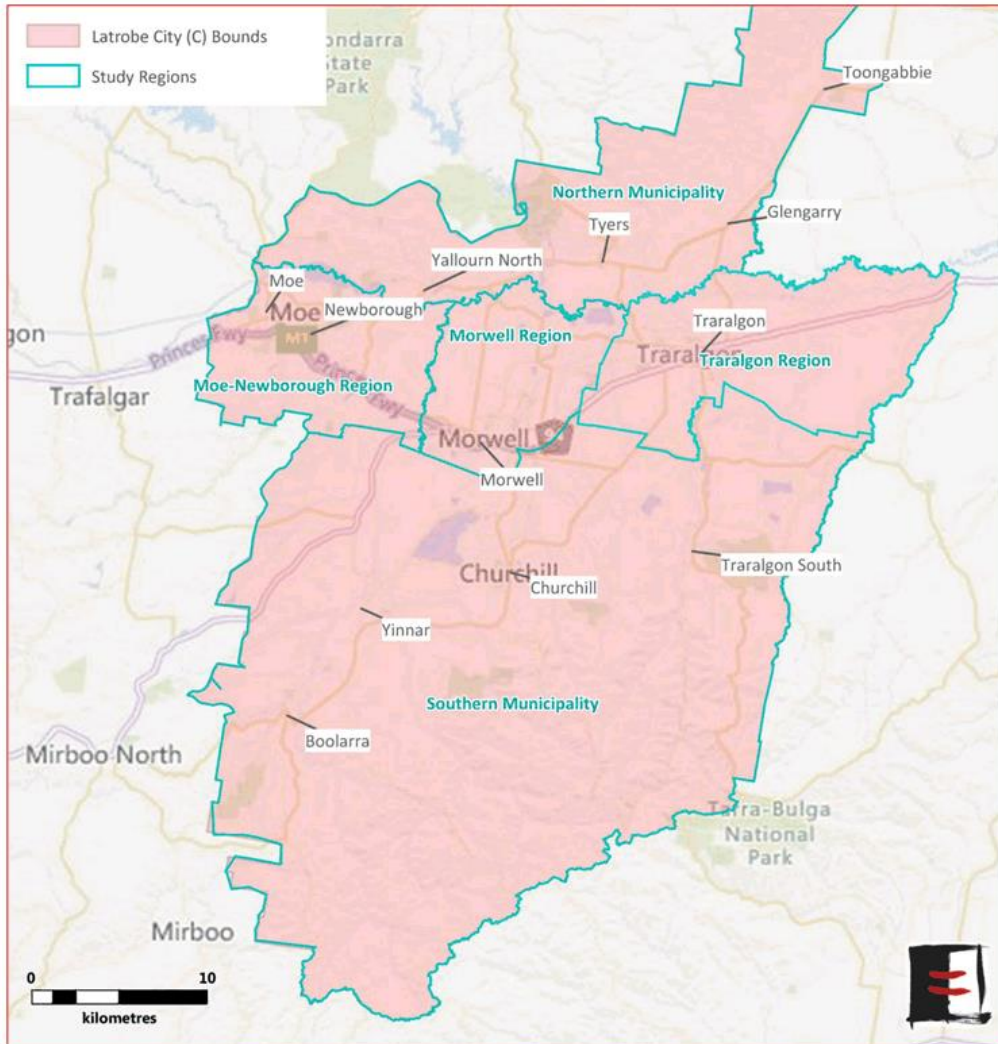 Latrobe City (C) Bounds
Study Regions
State
Park
Toongabbie
Northern Municipality
Glengarry
Tyers
Yallourn North
Moe
Moe
Newborough
M1
Princes Fwy
Princes Fwy
Morwell Region
Traralgon
Traralgon
Traralgon Region
Moe-Newborough Region
Trafalgar
Morwell
Morwell
Traralgon South
Churchill
Churchill
Yinnar
Southern Municipality
Boolarra
Mirboo North
Tarra-Bulga
National
Park
Mirboo
0 10
kilometres